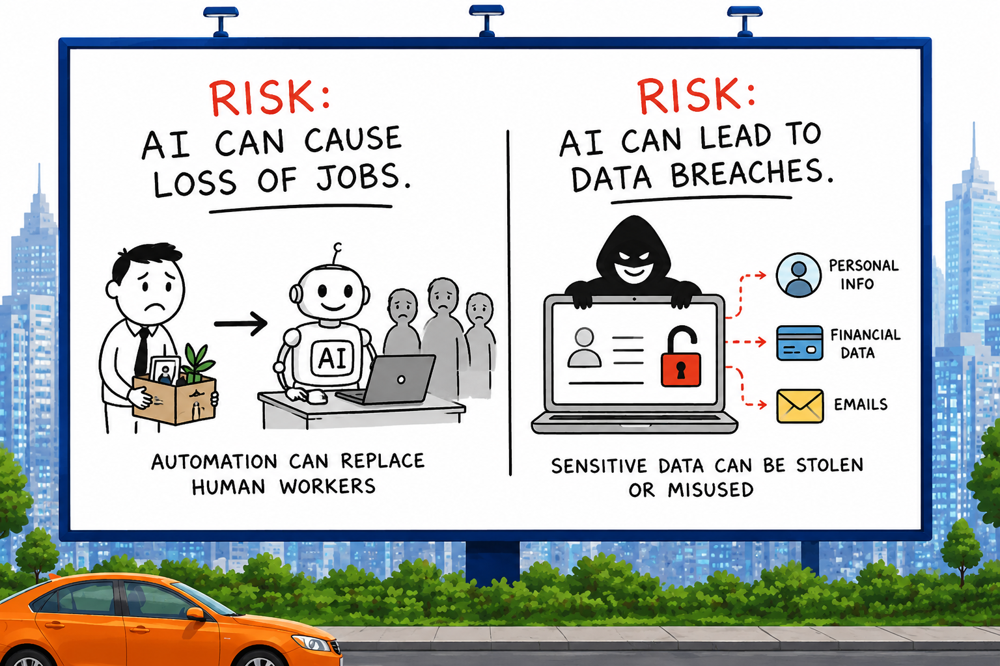 RISK:
AI CAN CAUSE
LOSS OF JOBS.
AI
AUTOMATION CAN REPLACE
HUMAN WORKERS
RISK:
AI CAN LEAD TO
DATA BREACHES.
PERSONAL
INFO
FINANCIAL
DATA
EMAILS
SENSITIVE DATA CAN BE STOLEN
OR MISUSED